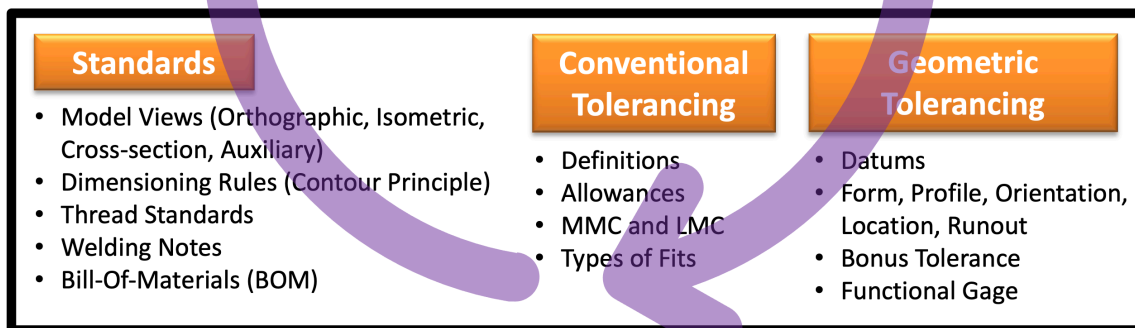 Standards
• Model Views (Orthographic, Isometric,
Cross-section, Auxiliary)
• Dimensioning Rules (Contour Principle)
• Thread Standards
• Welding Notes
• Bill-Of-Materials (BOM)
Conventional
Tolerancing
• Definitions
• Allowances
• MMC and LMC
• Types of Fits
Geometric
Tolerancing
• Datums
• Form, Profile, Orientation,
Location, Runout
• Bonus Tolerance
• Functional Gage